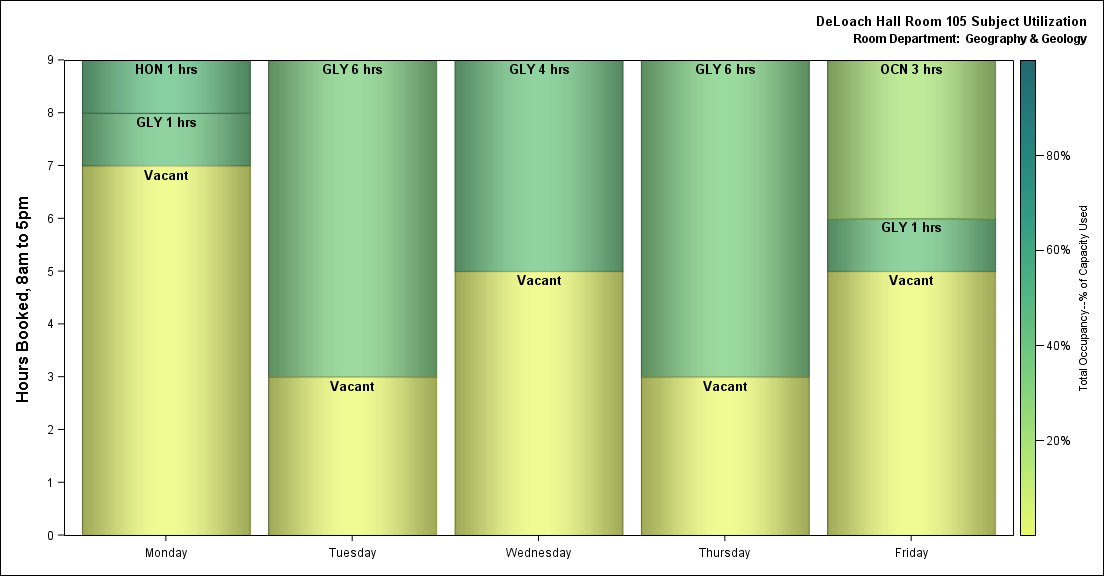 DeLoach Hall Room 105 Subject Utilization
Room Department: Geography & Geology
Hours Booked, 8am to 5pm
9
8
7
6
5
4
3
2
1
0
HON 1 hrs
GLY 1 hrs
Vacant
GLY 6 hrs
Vacant
GLY 4 hrs
Vacant
GLY 6 hrs
Vacant
OCN 3 hrs
GLY 1 hrs
Vacant
Monday
Tuesday
Wednesday
Thursday
Friday
80%
60%
40%
20%
Total Occupancy--% of Capacity Used